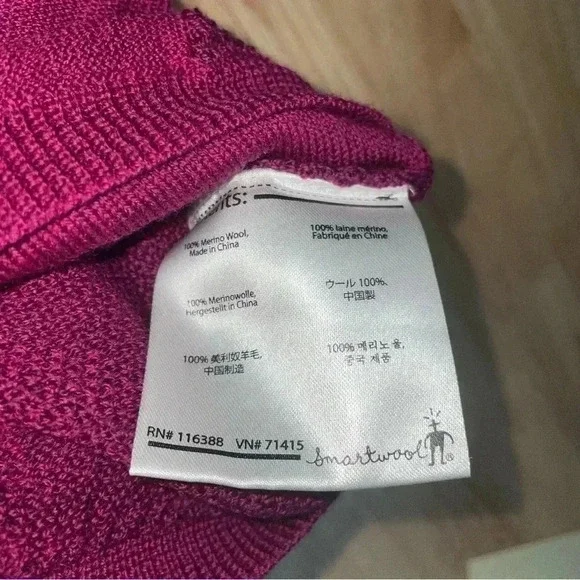 100% Merino Wool,
Made in China
100% laine mérino,
Fabriqué en Chine
100% Merinowolle,
Hergestellt in China
ウール 100%,
中国製
100% 美利奴羊毛,
中国制造
100% 메리노 울,
중국 제품
RN# 116388 VN# 71415
Smartwool ®